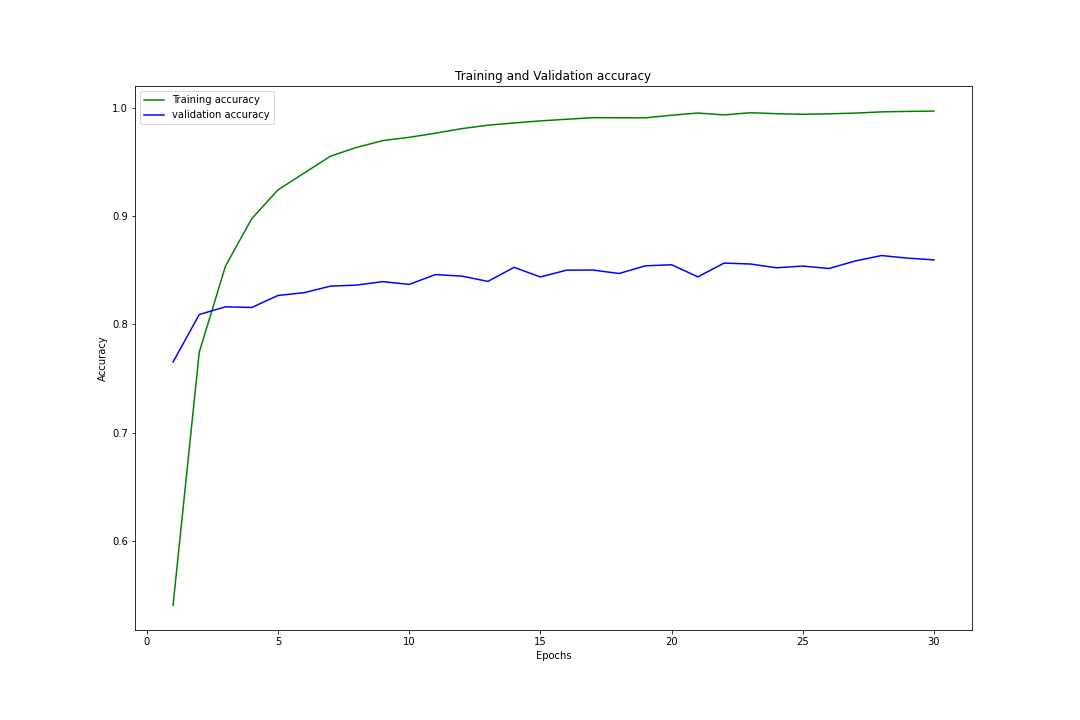 Training and Validation accuracy
Training accuracy
validation accuracy
1.0
0.9
0.8
0.7
0.6
Accuracy
0 5 10 15 20 25 30
Epochs